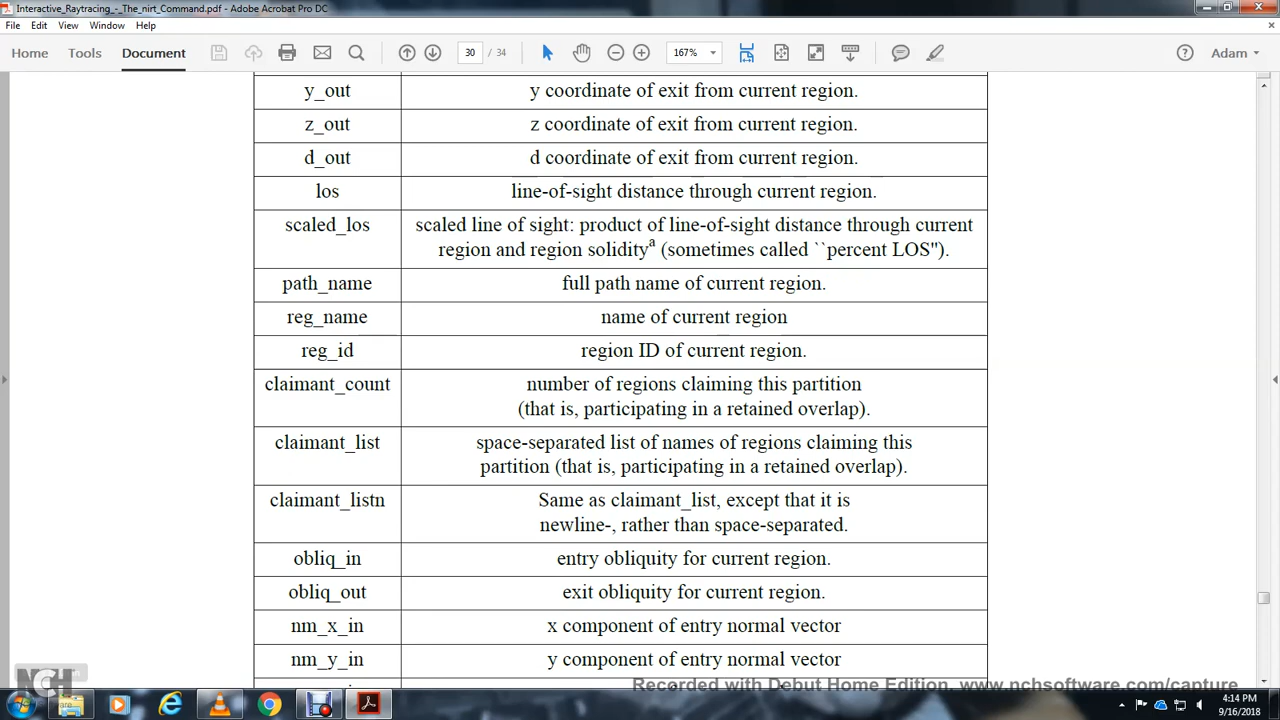 Interactive_Raytracing_-_The_nirt_Command.pdf - Adobe Acrobat Pro DC
File Edit View Window Help
Home Tools Document 30 / 34 167% Adam
y_out y coordinate of exit from current region.
z_out z coordinate of exit from current region.
d_out d coordinate of exit from current region.
los line-of-sight distance through current region.
scaled_los scaled line of sight: product of line-of-sight distance through current
region and region solidity^a (sometimes called ``percent LOS'').
path_name full path name of current region.
reg_name name of current region
reg_id region ID of current region.
claimant_count number of regions claiming this partition
(that is, participating in a retained overlap).
claimant_list space-separated list of names of regions claiming this
partition (that is, participating in a retained overlap).
claimant_listn Same as claimant_list, except that it is
newline-, rather than space-separated.
obliq_in entry obliquity for current region.
obliq_out exit obliquity for current region.
nm_x_in x component of entry normal vector
nm_y_in y component of entry normal vector
NCH
Recorded with Debut Home Edition. www.nchsoftware.com/capture
4:14 PM
9/16/2018